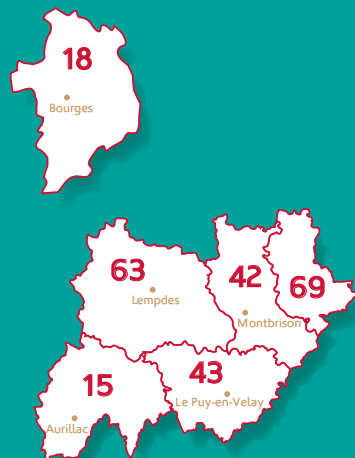 18
Bourges
63
Lempdes
42
69
Montbrison
15
43
Le Puy-en-Velay
Aurillac